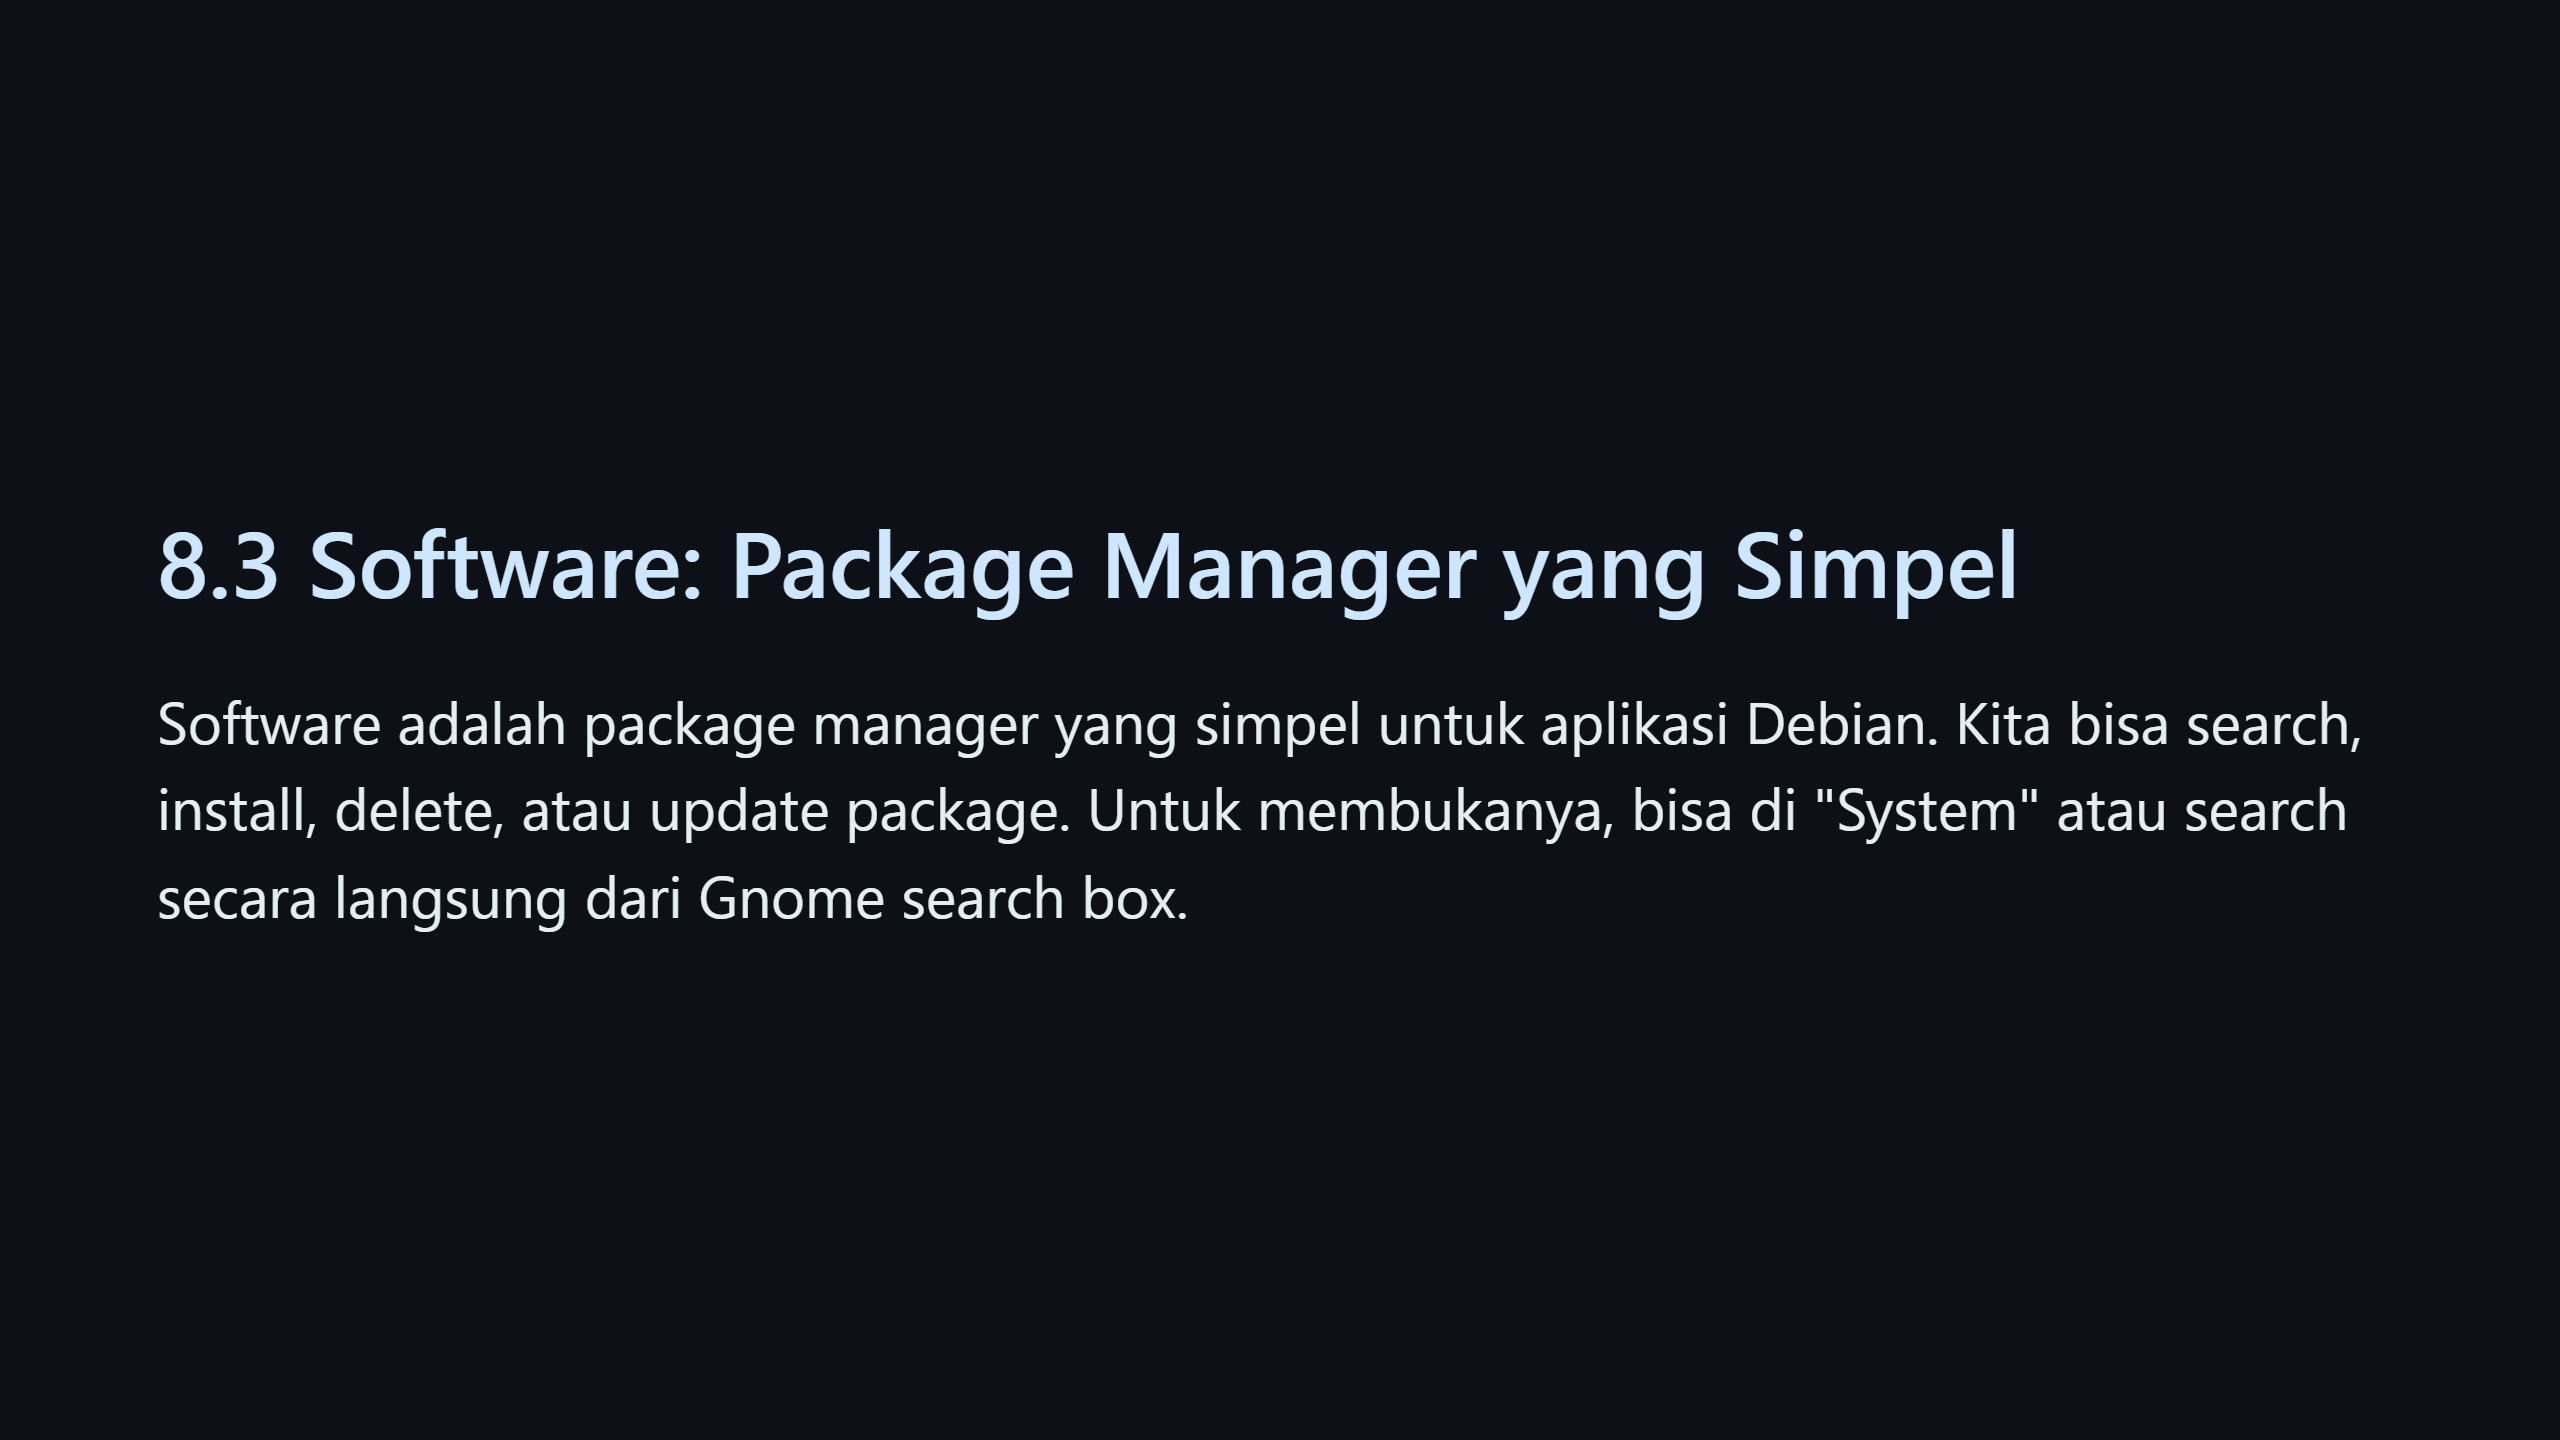 8.3 Software: Package Manager yang Simpel
Software adalah package manager yang simpel untuk aplikasi Debian. Kita bisa search,
install, delete, atau update package. Untuk membukanya, bisa di "System" atau search
secara langsung dari Gnome search box.